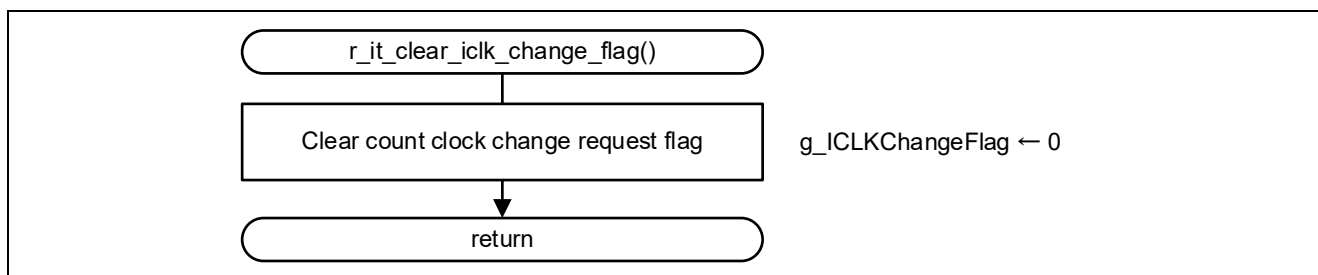 r_it_clear_iclk_change_flag()
Clear count clock change request flag
g_ICLKChangeFlag ← 0
return